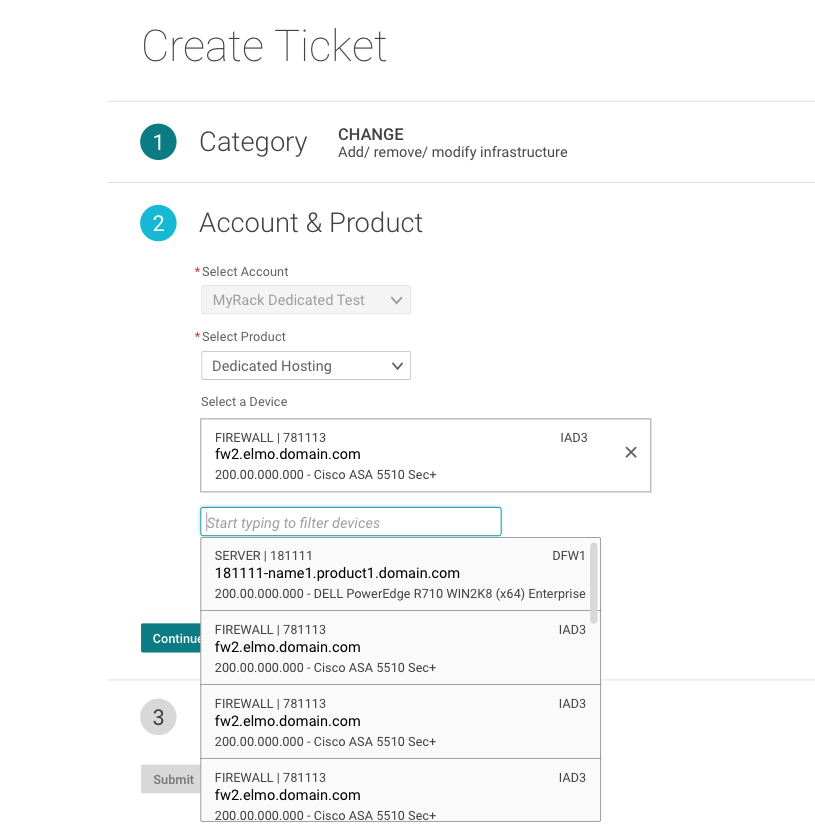 Create Ticket
1 Category CHANGE
Add/ remove/ modify infrastructure
2 Account & Product
*Select Account
MyRack Dedicated Test
*Select Product
Dedicated Hosting
Select a Device
FIREWALL | 781113 IAD3
fw2.elmo.domain.com
200.00.000.000 - Cisco ASA 5510 Sec+
Start typing to filter devices
SERVER | 181111 DFW1
181111-name1.product1.domain.com
200.00.000.000 - DELL PowerEdge R710 WIN2K8 (x64) Enterprise
FIREWALL | 781113 IAD3
fw2.elmo.domain.com
Continue
200.00.000.000 - Cisco ASA 5510 Sec+
FIREWALL | 781113 IAD3
3
fw2.elmo.domain.com
200.00.000.000 - Cisco ASA 5510 Sec+
FIREWALL | 781113 IAD3
Submit
fw2.elmo.domain.com
200.00.000.000 - Cisco ASA 5510 Sec+